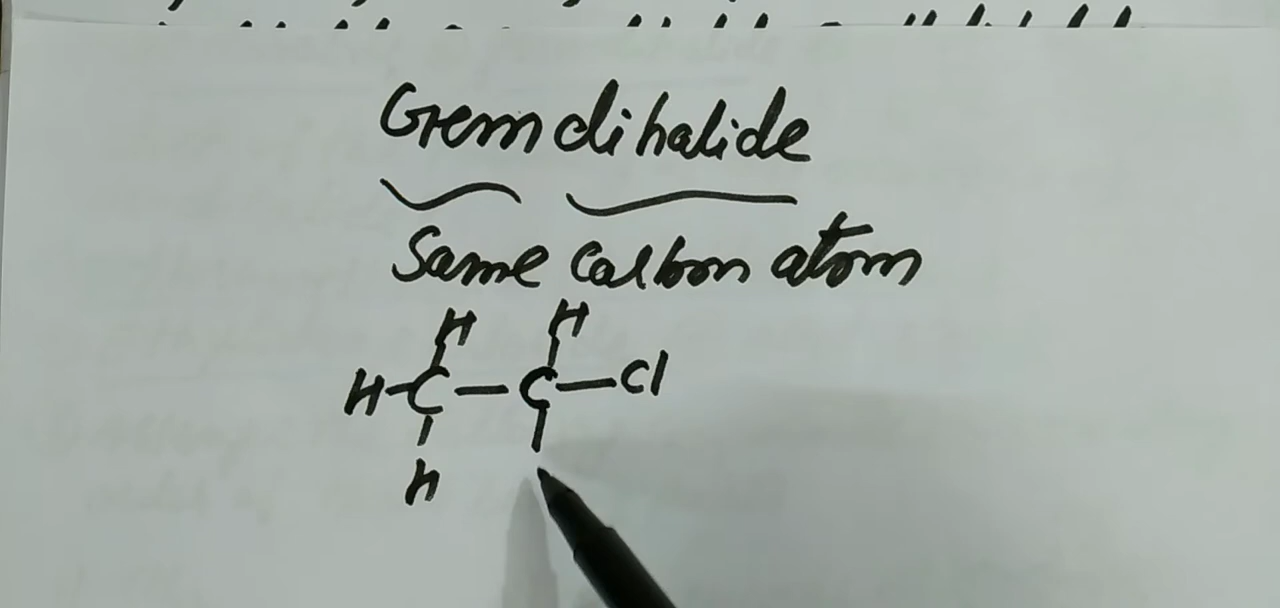 Gem dihalide
Same Carbon atom
H H
H-C-C-Cl
H